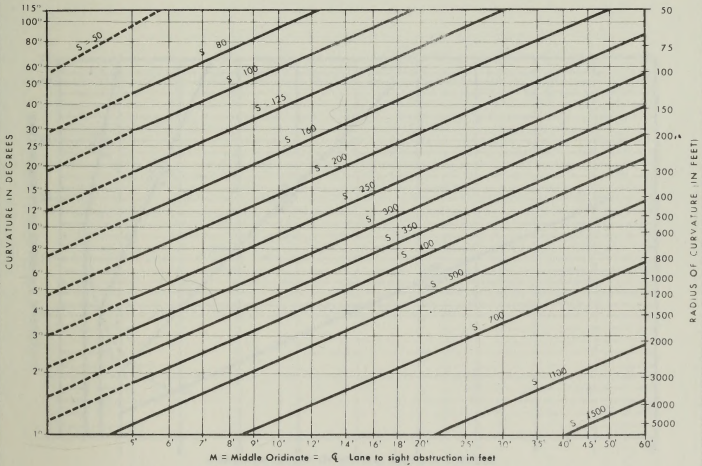 115°
100°
80°
60°
50°
40°
30°
25°
20°
15°
12°
10°
8°
6°
5°
4°
3°
2°
1°
CURVATURE IN DEGREES
S - 50
S - 80
S - 100
S - 125
S - 160
S - 200
S - 250
S - 300
S - 350
S - 400
S - 500
S - 700
S 1100
S 1500
50
75
100
150
200
300
400
500
600
800
1000
1200
1500
2000
3000
4000
5000
RADIUS OF CURVATURE (IN FEET)
5' 6' 7' 8' 9' 10' 12' 14' 16' 18' 20' 25' 30' 35' 40' 45' 50' 60'
M = Middle Oridinate = ℄ Lane to sight abstruction in feet